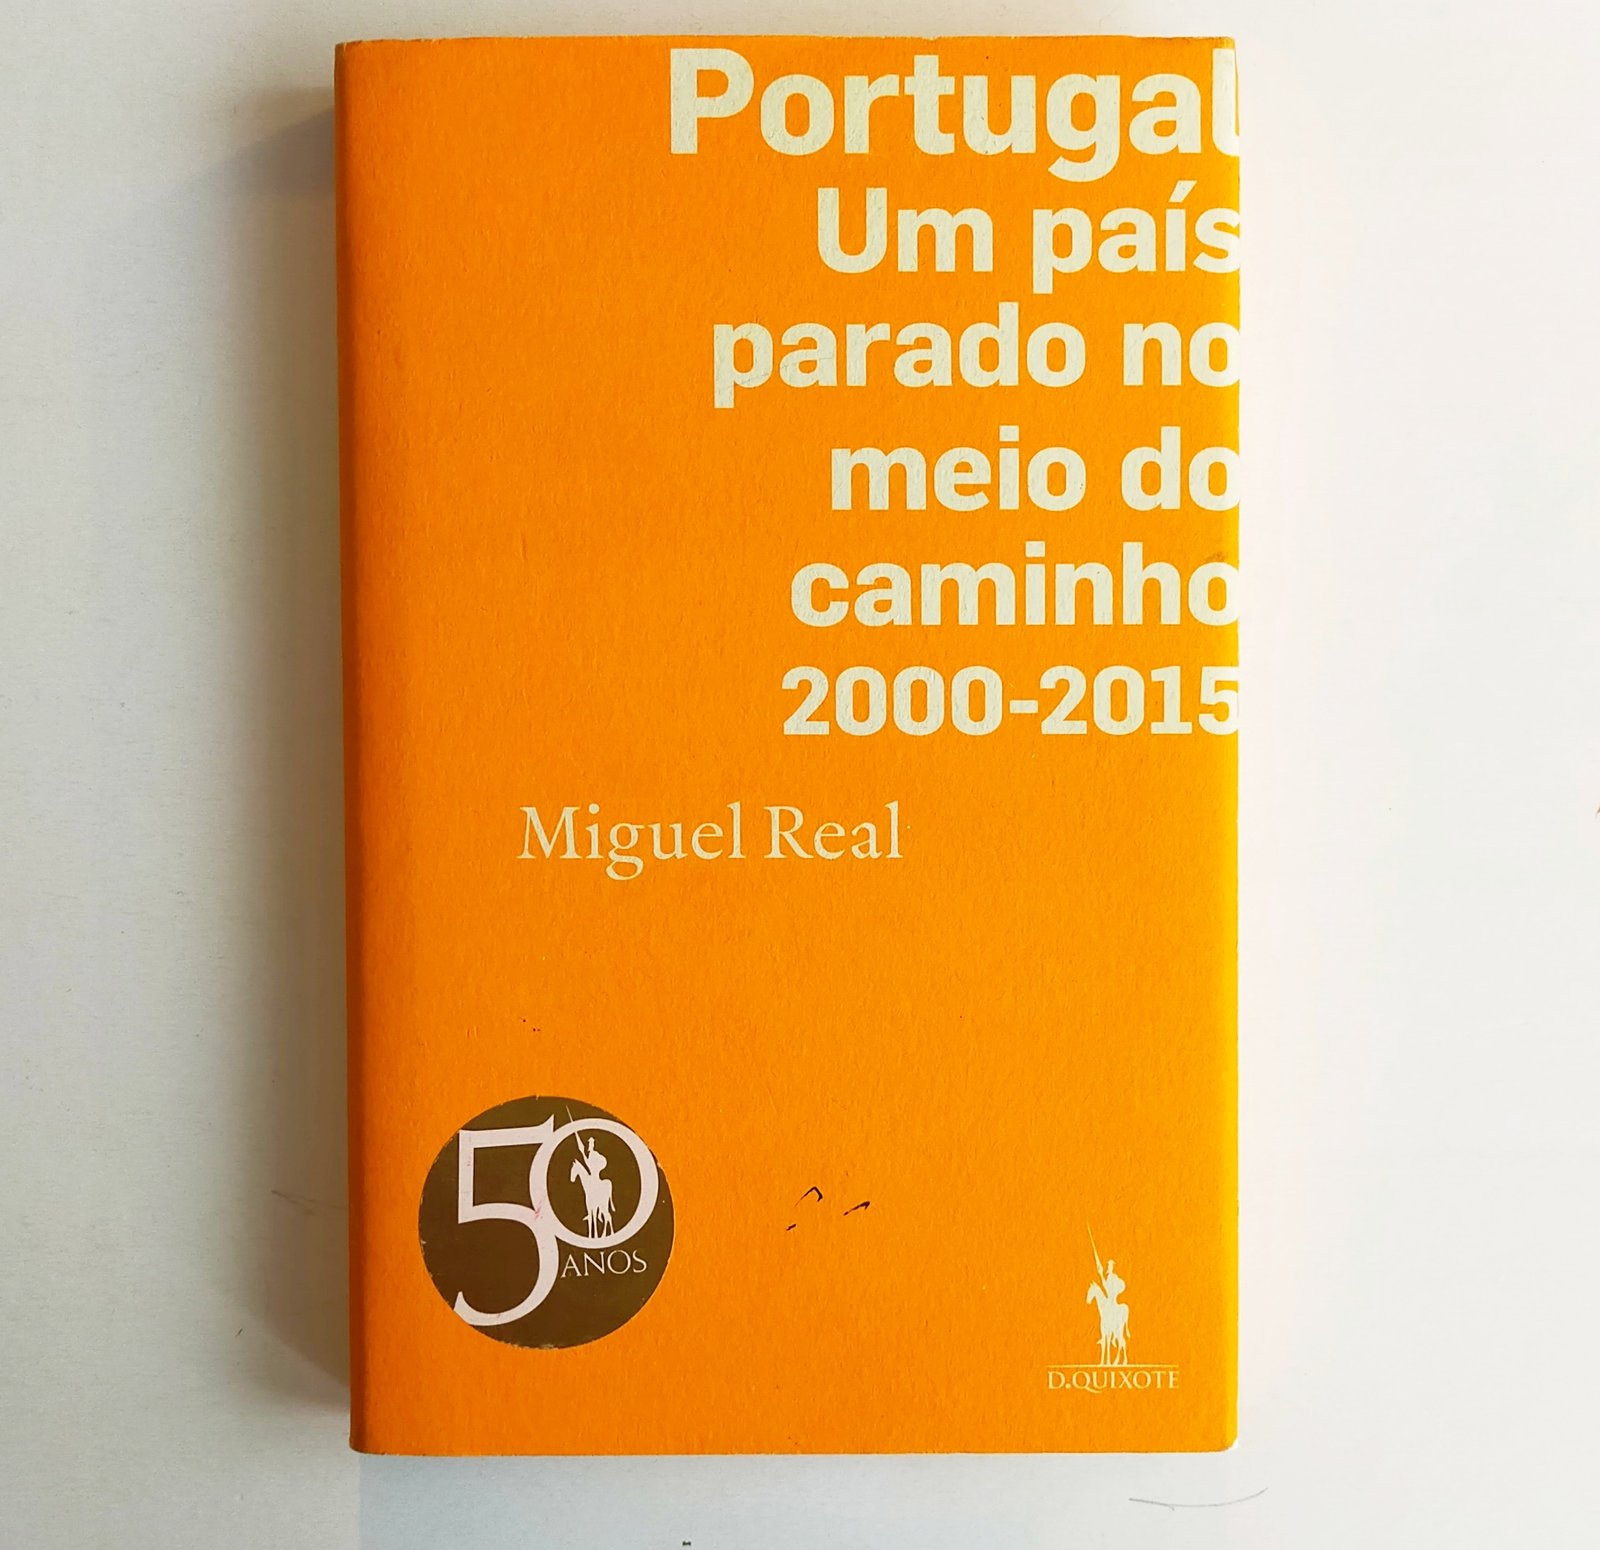 Portugal
Um país
parado no
meio do
caminho
2000-2015
Miguel Real
50
ANOS
D.QUIXOTE